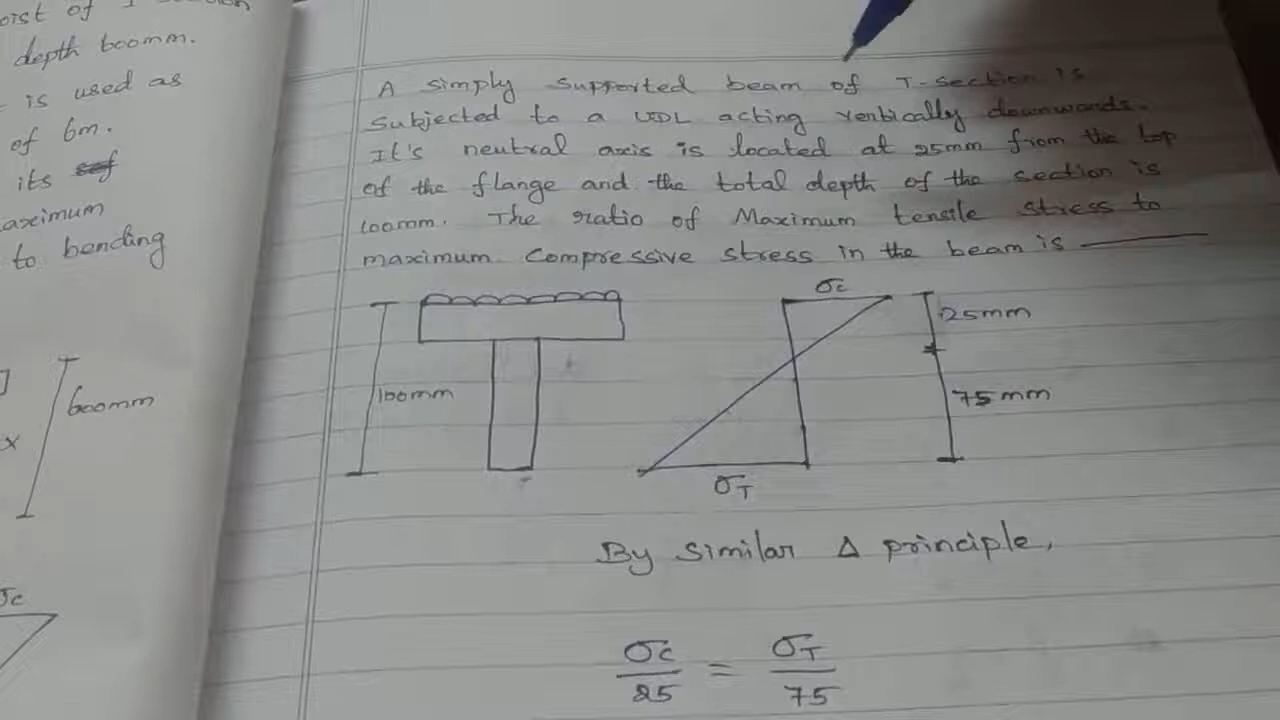 depth 600mm.
is used as
of 6m.
its
aximum
to bending
600mm
x
σc
A simply supported beam of T-section is
subjected to a UDL acting vertically downwards.
It's neutral axis is located at 25mm from the top
of the flange and the total depth of the section is
100mm. The ratio of Maximum tensile stress to
maximum compressive stress in the beam is
σc
25mm
100mm
75mm
σT
By similar Δ principle,
σc/25 = σT/75